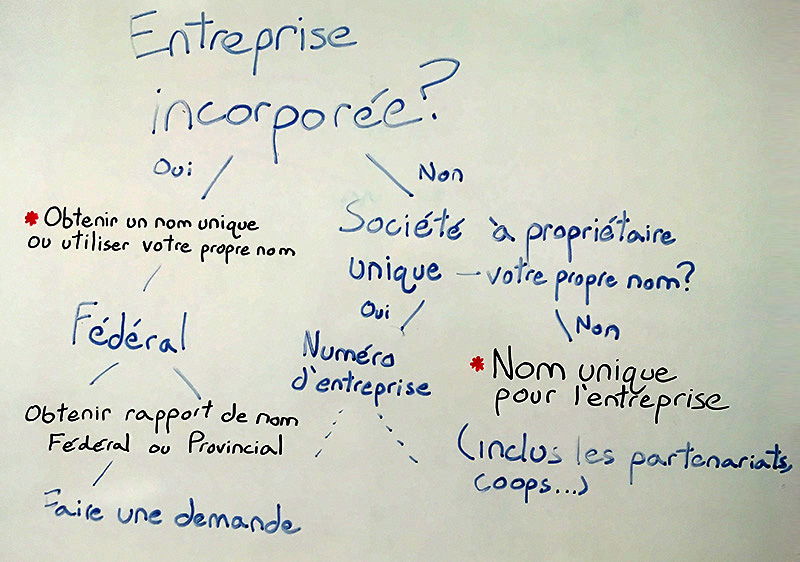 Entreprise
incorporée?
Oui
Non
* Obtenir un nom unique
ou utiliser votre propre nom
Société à propriétaire
unique — votre propre nom?
Fédéral
Oui
Non
Numéro
d'entreprise
* Nom unique
pour l'entreprise
Obtenir rapport de nom
Fédéral ou Provincial
(inclus les partenariats,
coops...)
Faire une demande